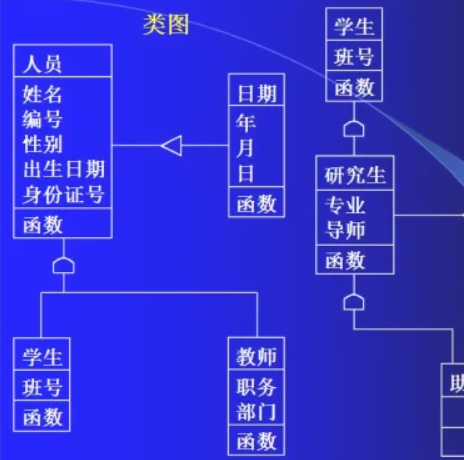 类图
人员
姓名
编号
性别
出生日期
身份证号
函数
日期
年
月
日
函数
学生
班号
函数
研究生
专业
导师
函数
学生
班号
函数
教师
职务
部门
函数
助